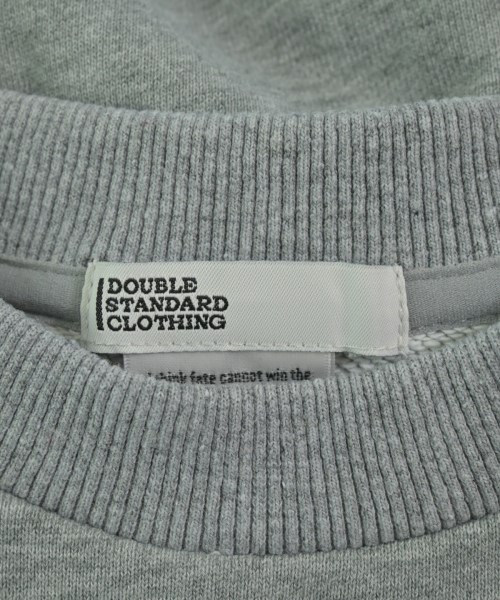 DOUBLE
STANDARD
CLOTHING
I think fate cannot win the